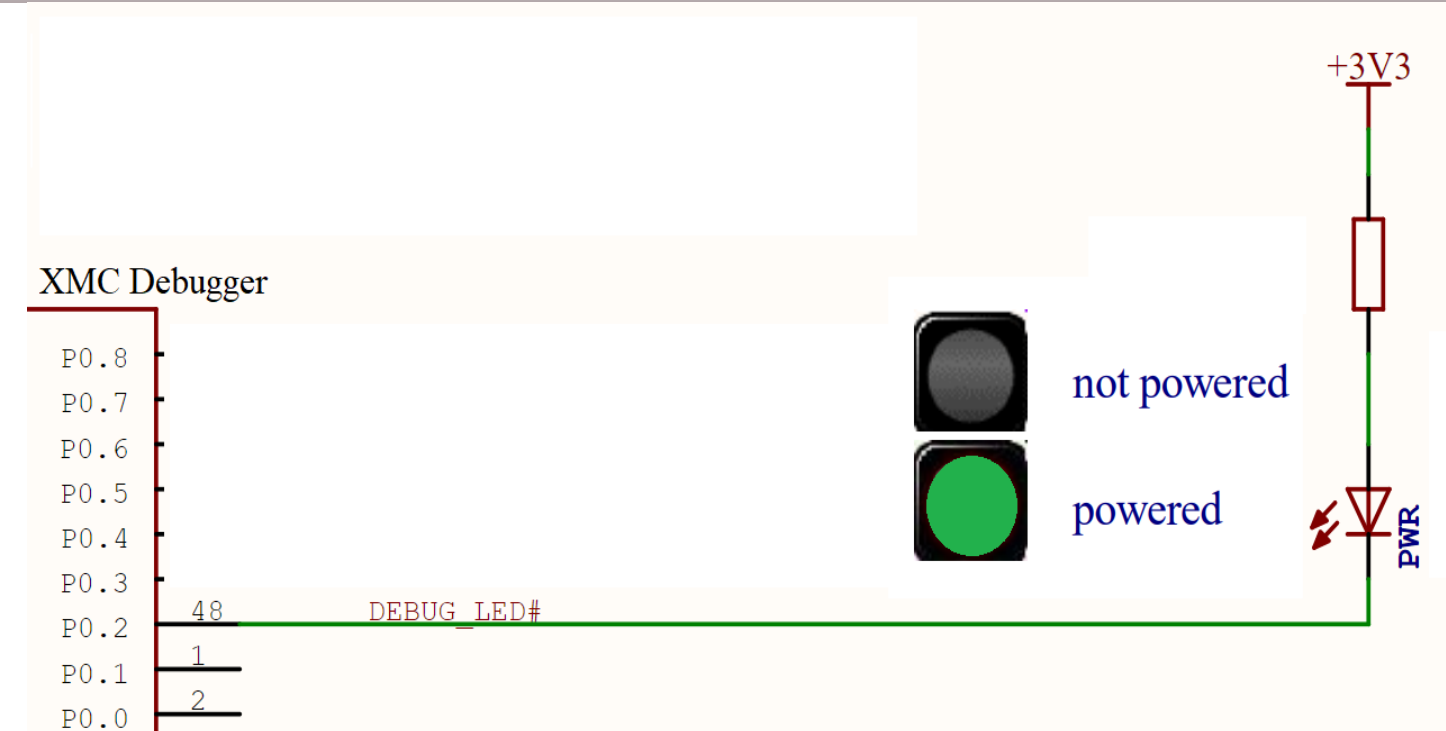 +3V3
XMC Debugger
P0.8
P0.7
not powered
P0.6
P0.5
powered
PWR
P0.4
P0.3
48 DEBUG_LED#
P0.2
1
P0.1
2
P0.0